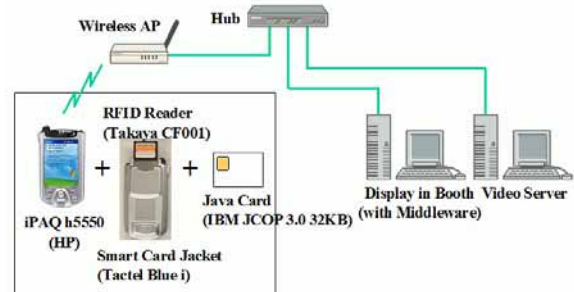 Hub
Wireless AP
RFID Reader
(Takaya CF001)
iPAQ h5550
(HP)
Java Card
(IBM JCOP 3.0 32KB)
Smart Card Jacket
(Tactel Blue i)
Display in Booth
(with Middleware)
Video Server